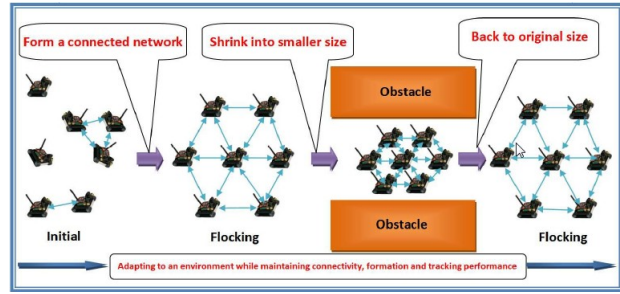 Form a connected network
Shrink into smaller size
Back to original size
Obstacle
Obstacle
Initial
Flocking
Flocking
Adapting to an environment while maintaining connectivity, formation and tracking performance